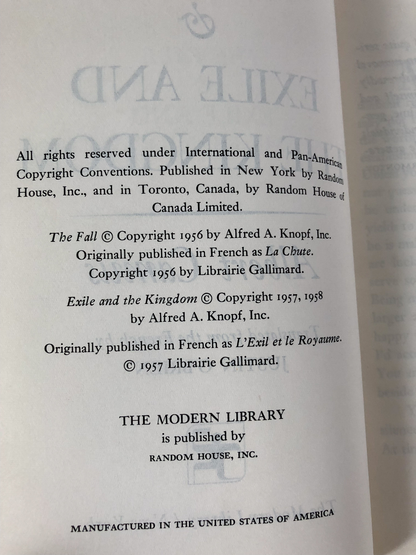 All rights reserved under International and Pan-American
Copyright Conventions. Published in New York by Random
House, Inc., and in Toronto, Canada, by Random House of
Canada Limited.
The Fall © Copyright 1956 by Alfred A. Knopf, Inc.
Originally published in French as La Chute.
Copyright 1956 by Librairie Gallimard.
Exile and the Kingdom © Copyright 1957, 1958
by Alfred A. Knopf, Inc.
Originally published in French as L'Exil et le Royaume.
© 1957 Librairie Gallimard.
THE MODERN LIBRARY
is published by
RANDOM HOUSE, INC.
MANUFACTURED IN THE UNITED STATES OF AMERICA